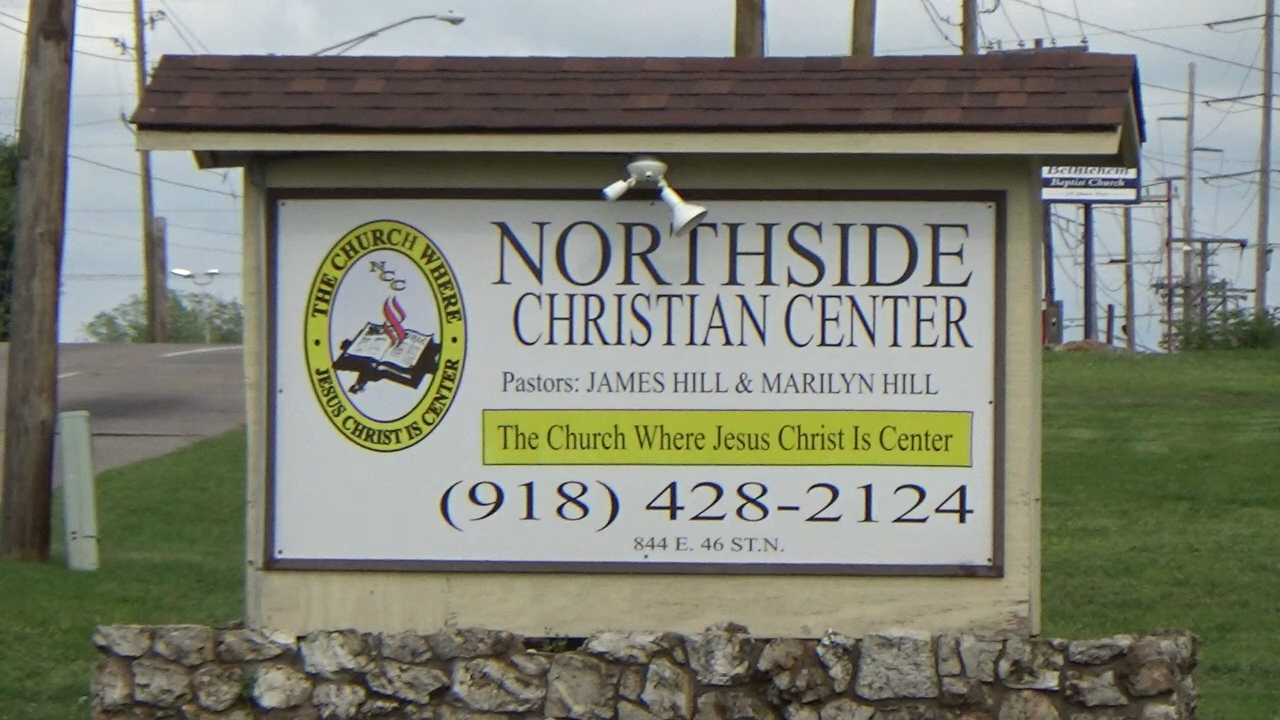 THE CHURCH WHERE
NCC
JESUS CHRIST IS CENTER
NORTHSIDE
CHRISTIAN CENTER
Pastors: JAMES HILL & MARILYN HILL
The Church Where Jesus Christ Is Center
(918) 428-2124
844 E. 46 ST.N.
Bethlehem
Baptist Church